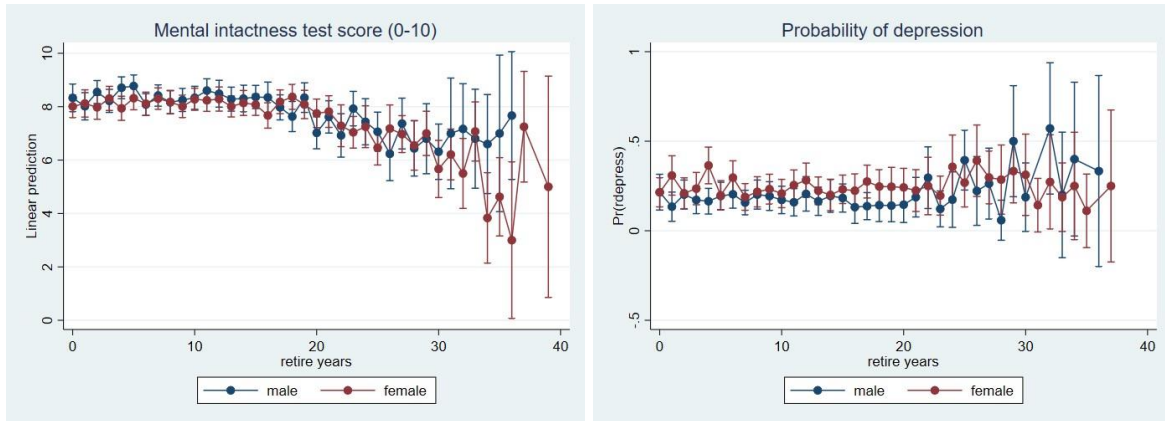 Mental intactness test score (0-10)
Linear prediction
10
8
6
4
2
0
0 10 20 30 40
retire years
male female
Probability of depression
Pr(rdepress)
1
.5
0
-.5
0 10 20 30 40
retire years
male female